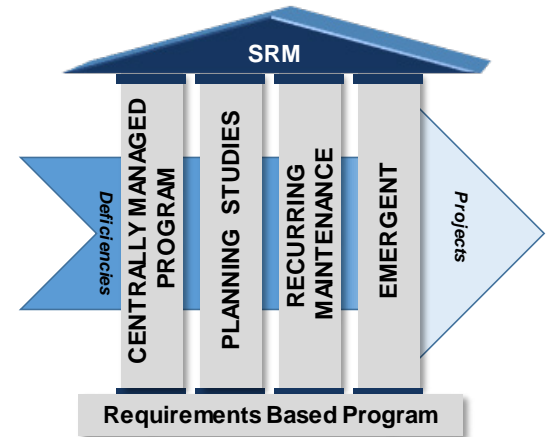 SRM
Deficiencies
CENTRALLY MANAGED
PROGRAM
PLANNING STUDIES
RECURRING
MAINTENANCE
EMERGENT
Projects
Requirements Based Program